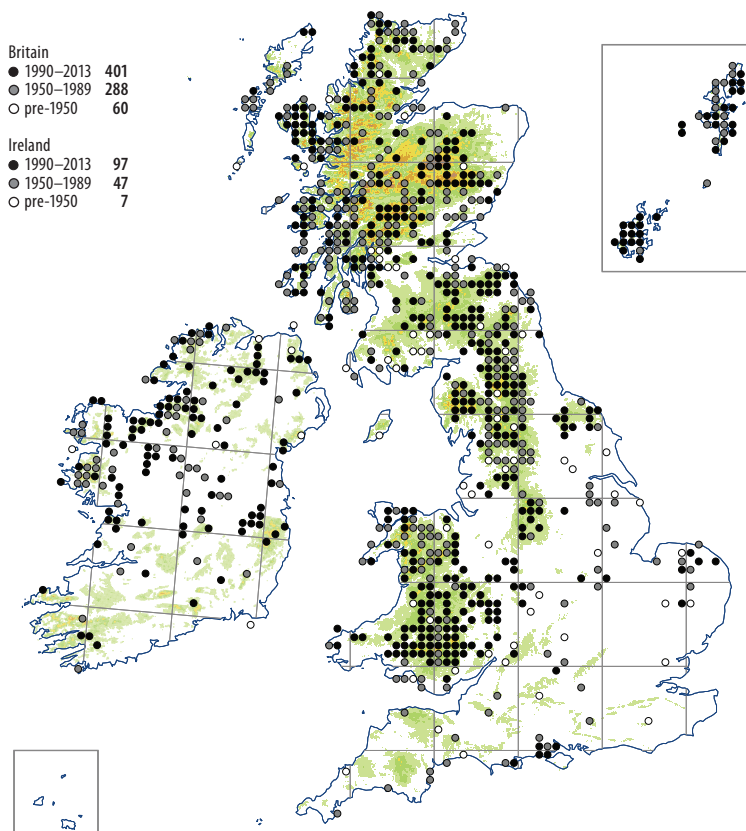 Britain
1990–2013 401
1950–1989 288
pre-1950 60
Ireland
1990–2013 97
1950–1989 47
pre-1950 7